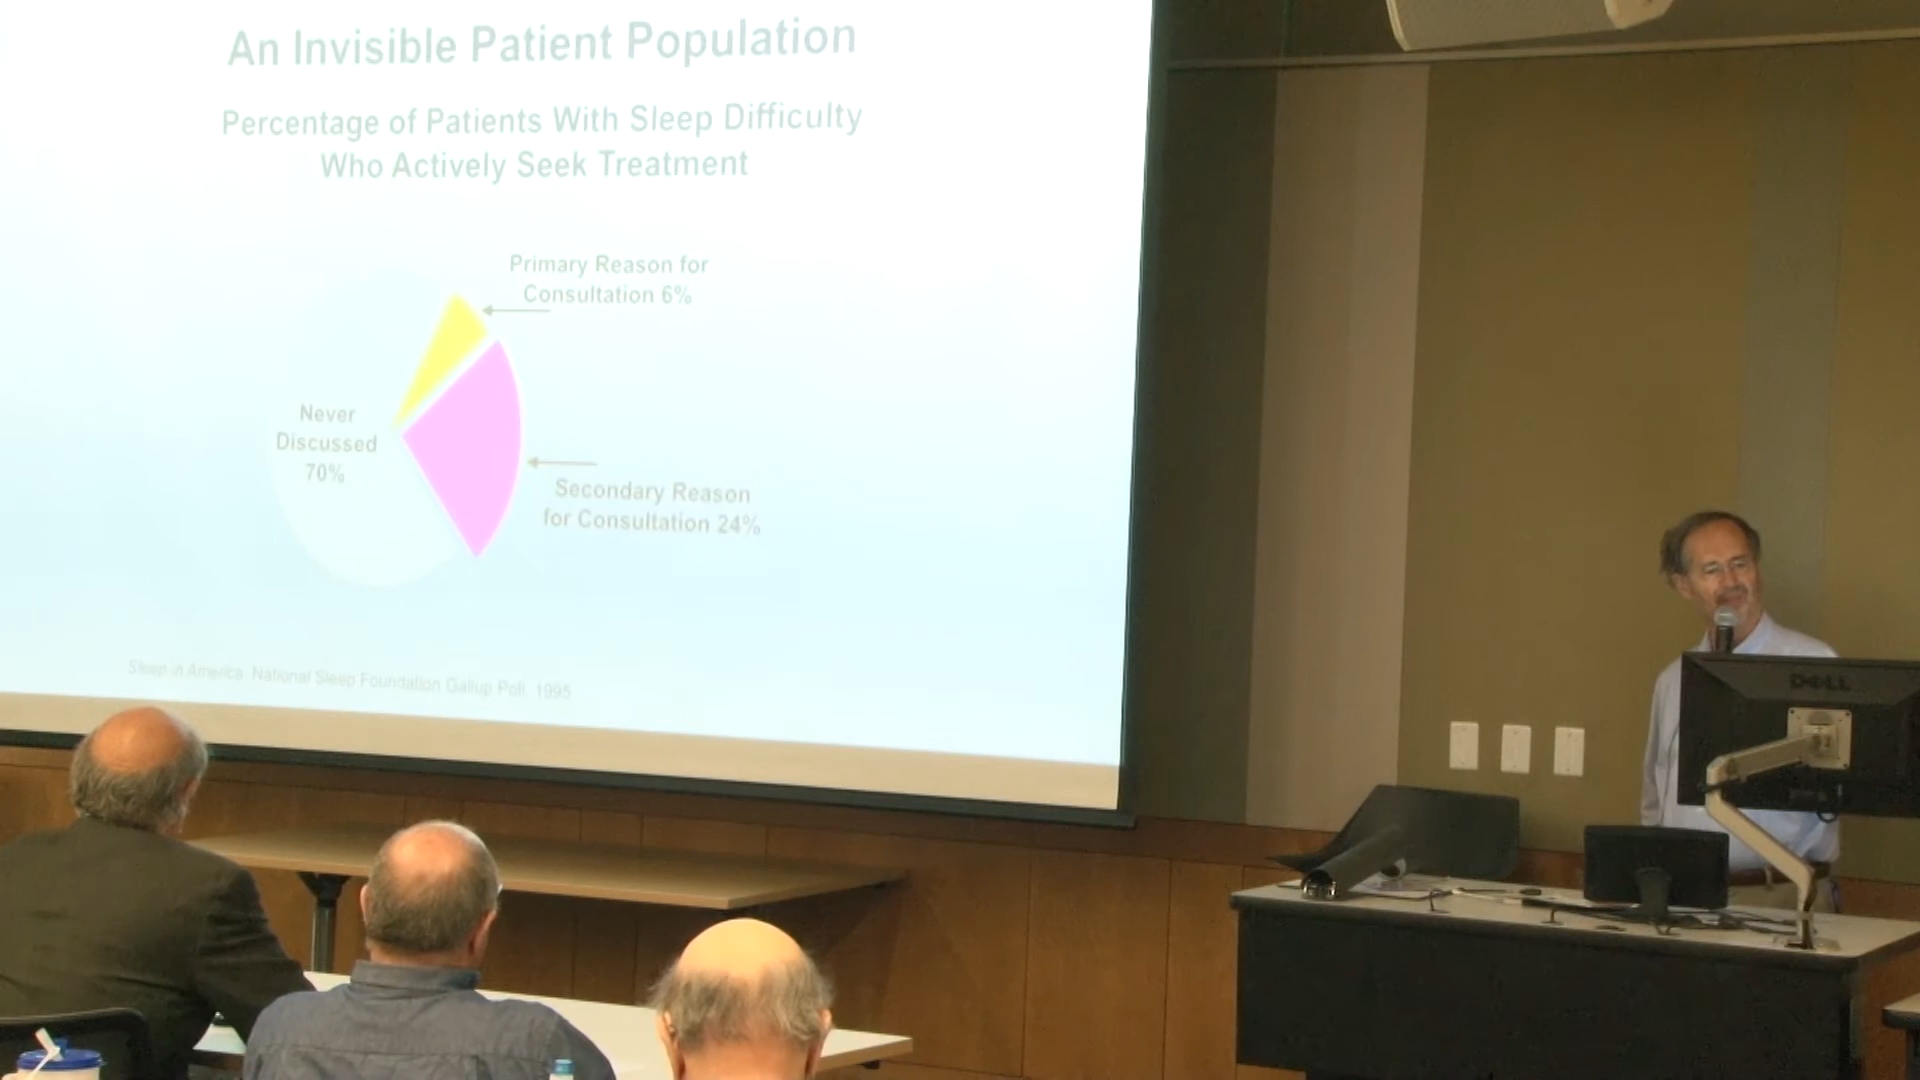 An Invisible Patient Population
Percentage of Patients With Sleep Difficulty
Who Actively Seek Treatment
Primary Reason for
Consultation 6%
Never
Discussed
70%
Secondary Reason
for Consultation 24%
Sleep in America. National Sleep Foundation Gallup Poll. 1995
DELL